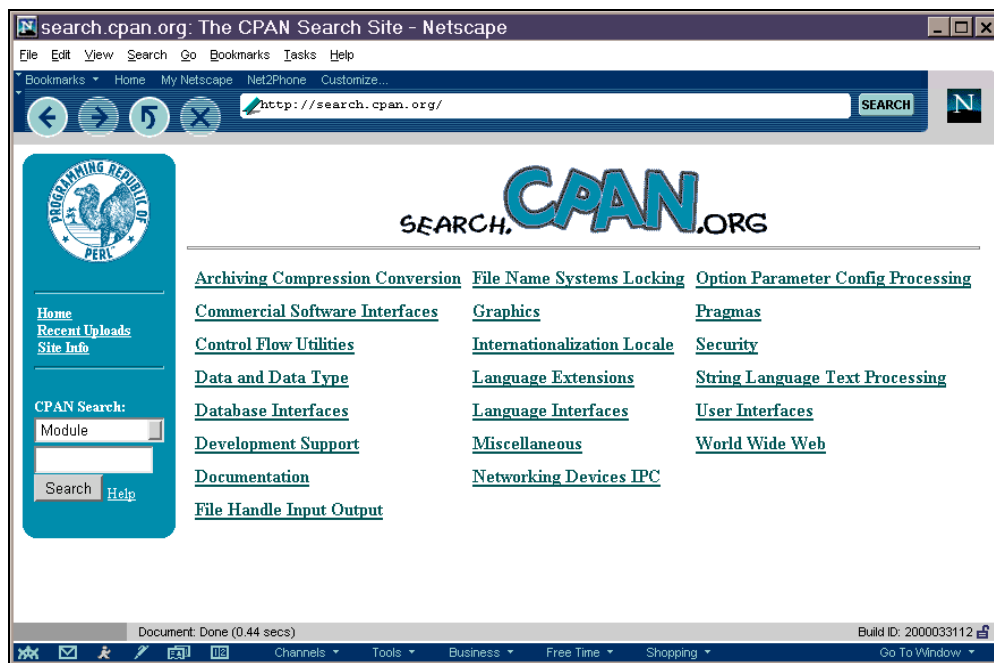 search.cpan.org: The CPAN Search Site - Netscape
File Edit View Search Go Bookmarks Tasks Help
Bookmarks Home My Netscape Net2Phone Customize...
http://search.cpan.org/
SEARCH
N
PROGRAMMING REPUBLIC OF PERL
SEARCH.CPAN.ORG
Home
Recent Uploads
Site Info
CPAN Search:
Module
Search Help
Archiving Compression Conversion File Name Systems Locking Option Parameter Config Processing
Commercial Software Interfaces Graphics Pragmas
Control Flow Utilities Internationalization Locale Security
Data and Data Type Language Extensions String Language Text Processing
Database Interfaces Language Interfaces User Interfaces
Development Support Miscellaneous World Wide Web
Documentation Networking Devices IPC
File Handle Input Output
Document: Done (0.44 secs) Build ID: 2000033112
Channels Tools Business Free Time Shopping Go To Window